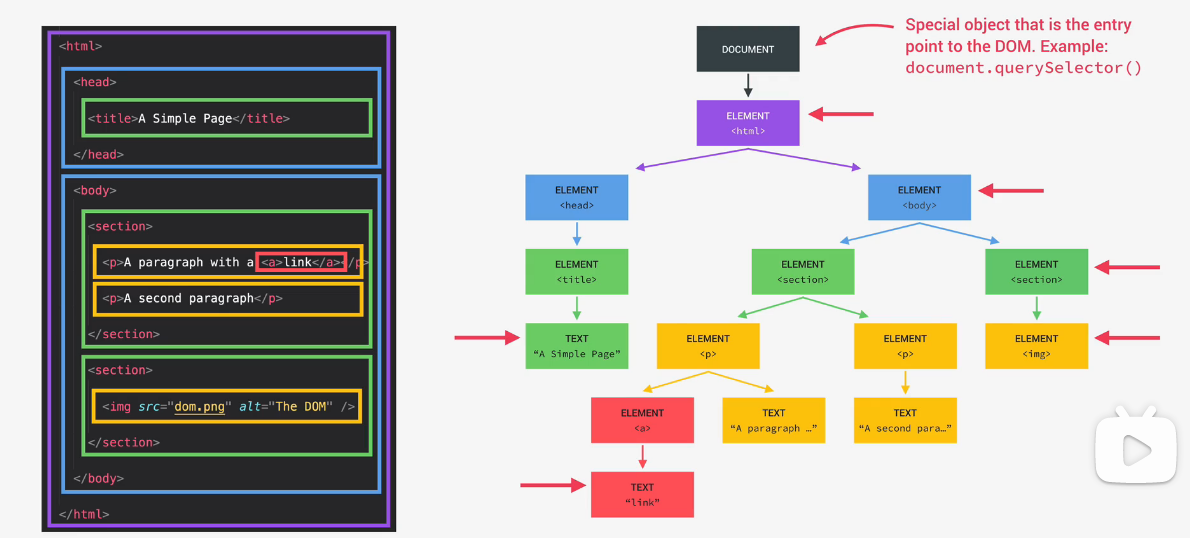 <html>
<head>
<title>A Simple Page</title>
</head>
<body>
<section>
<p>A paragraph with a <a>link</a></p>
<p>A second paragraph</p>
</section>
<section>
<img src="dom.png" alt="The DOM" />
</section>
</body>
</html>
Special object that is the entry
point to the DOM. Example:
document.querySelector()
DOCUMENT
ELEMENT
<html>
ELEMENT
<head>
ELEMENT
<body>
ELEMENT
<title>
ELEMENT
<section>
ELEMENT
<section>
TEXT
“A Simple Page”
ELEMENT
<p>
ELEMENT
<p>
ELEMENT
<img>
ELEMENT
<a>
TEXT
“A paragraph …”
TEXT
“A second para…”
TEXT
“link”